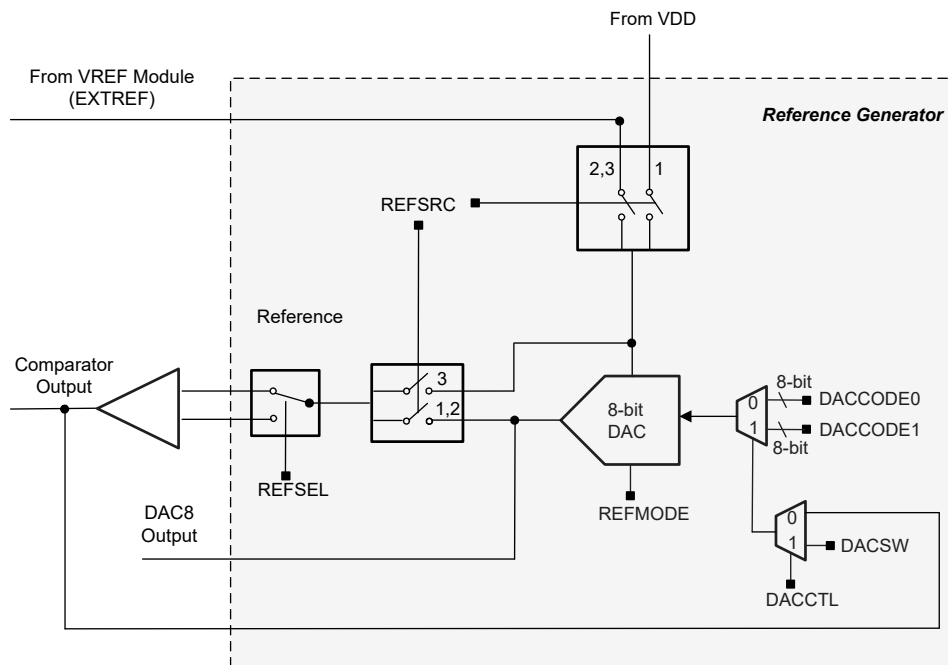 From VDD
From VREF Module
(EXTREF)
Reference Generator
2,3
1
REFSRC
Reference
Comparator
Output
3
1,2
8-bit
DAC
0
1
8-bit
DACCODE0
DACCODE1
8-bit
REFSEL
REFMODE
DAC8
Output
0
1
DACSW
DACCTL